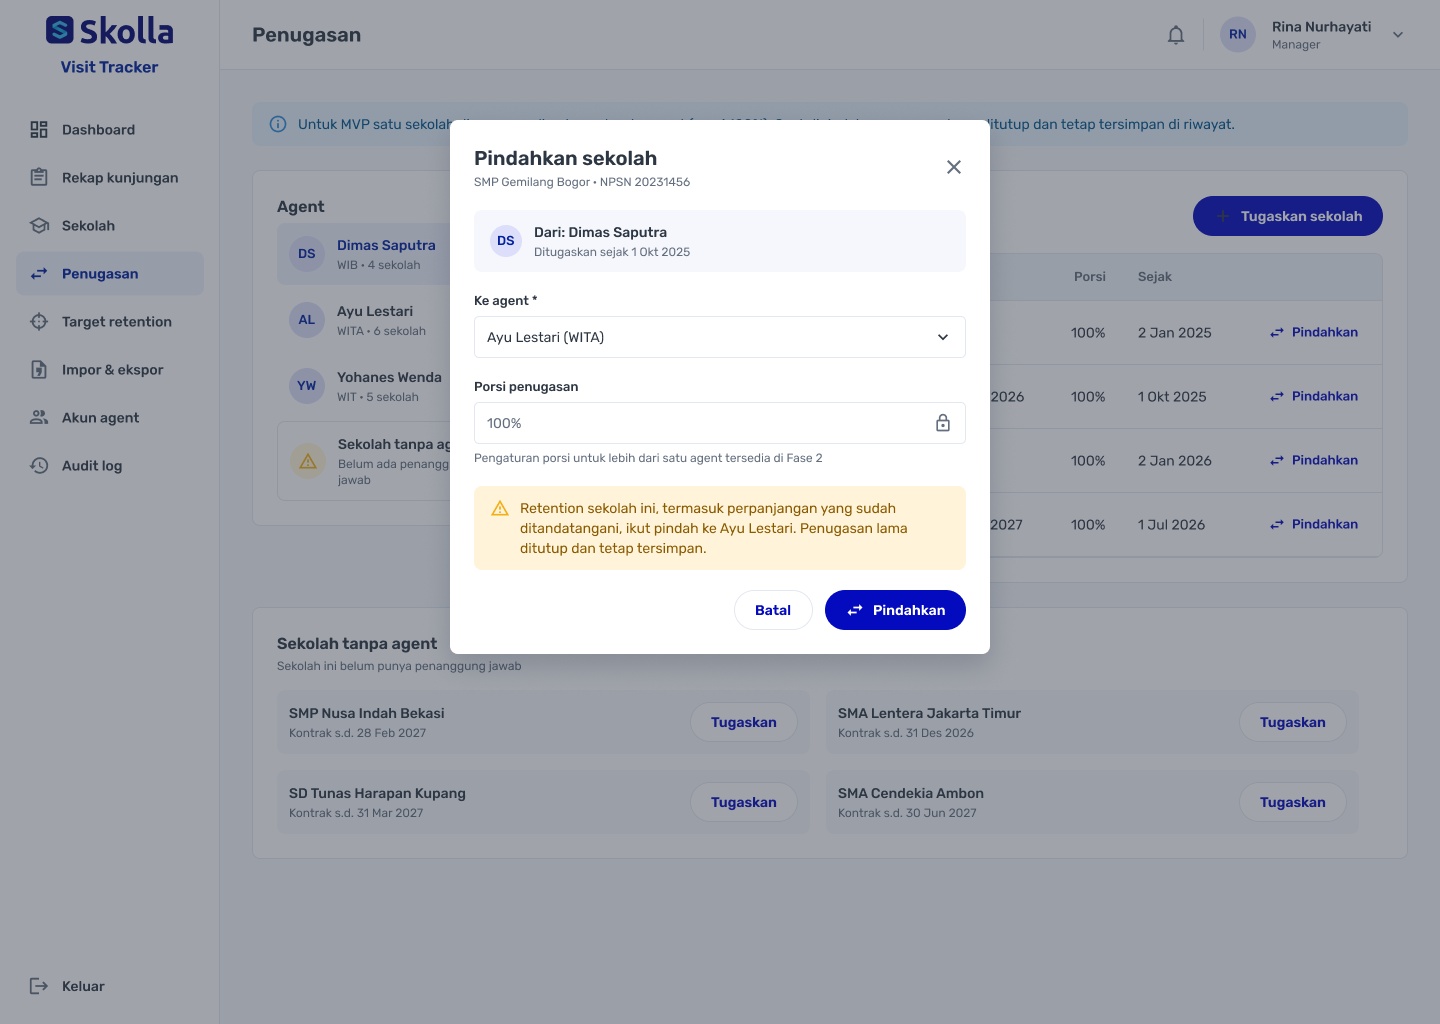 Skolla
Visit Tracker
Dashboard
Rekap kunjungan
Sekolah
Penugasan
Target retention
Impor & ekspor
Akun agent
Audit log
Keluar
Penugasan
RN
Rina Nurhayati
Manager
Untuk MVP satu sekolah
ditutup dan tetap tersimpan di riwayat.
Agent
DS
Dimas Saputra
WIB • 4 sekolah
AL
Ayu Lestari
WITA • 6 sekolah
YW
Yohanes Wenda
WIT • 5 sekolah
Sekolah tanpa
Belum ada
jawab
Tugaskan sekolah
Porsi
Sejak
100%
2 Jan 2025
Pindahkan
2026
100%
1 Okt 2025
Pindahkan
100%
2 Jan 2026
Pindahkan
2027
100%
1 Jul 2026
Pindahkan
Pindahkan sekolah
SMP Gemilang Bogor • NPSN 20231456
DS
Dari: Dimas Saputra
Ditugaskan sejak 1 Okt 2025
Ke agent *
Ayu Lestari (WITA)
Porsi penugasan
100%
Pengaturan porsi untuk lebih dari satu agent tersedia di Fase 2
Retention sekolah ini, termasuk perpanjangan yang sudah
ditandatangani, ikut pindah ke Ayu Lestari. Penugasan lama
ditutup dan tetap tersimpan.
Batal
Pindahkan
Sekolah tanpa agent
Sekolah ini belum punya penanggung jawab
SMP Nusa Indah Bekasi
Kontrak s.d. 28 Feb 2027
Tugaskan
SMA Lentera Jakarta Timur
Kontrak s.d. 31 Des 2026
Tugaskan
SD Tunas Harapan Kupang
Kontrak s.d. 31 Mar 2027
Tugaskan
SMA Cendekia Ambon
Kontrak s.d. 30 Jun 2027
Tugaskan